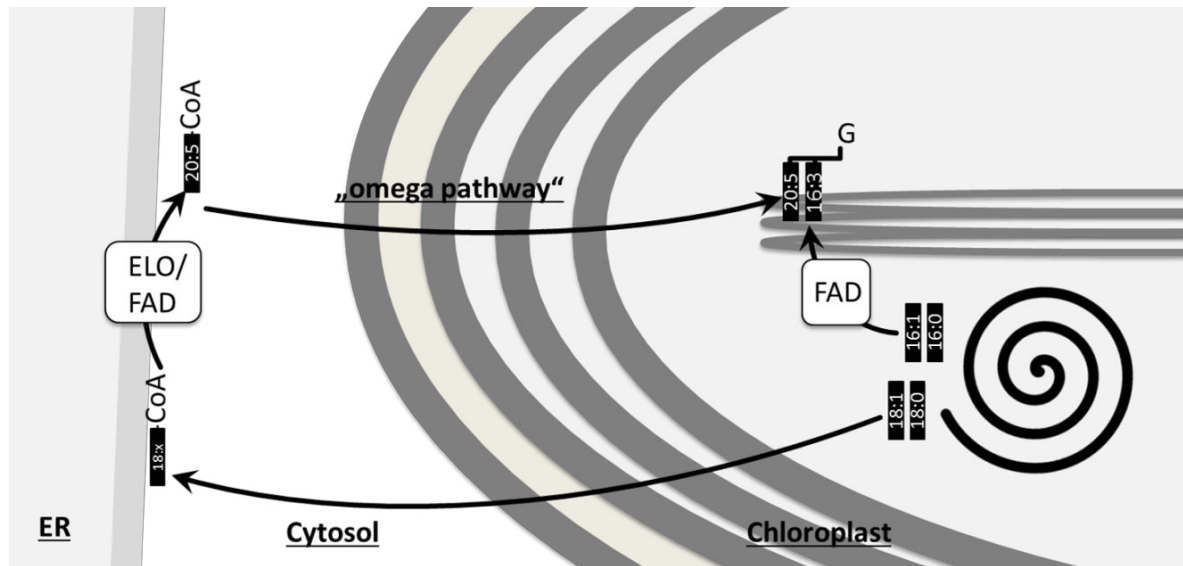 20:5
-CoA
„omega pathway“
20:5
16:3
G
ELO/
FAD
FAD
16:1
16:0
18:1
18:0
18:x
-CoA
ER
Cytosol
Chloroplast